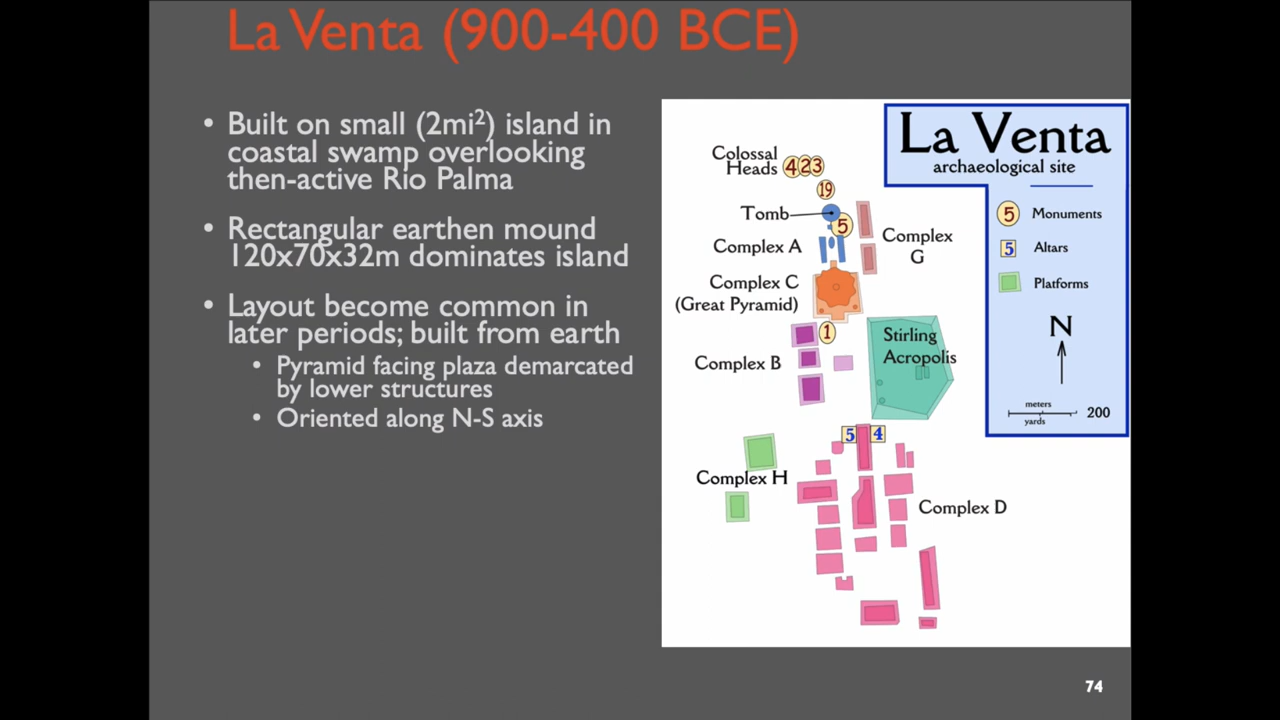 La Venta (900-400 BCE)
• Built on small (2mi²) island in
coastal swamp overlooking
then-active Rio Palma
• Rectangular earthen mound
120x70x32m dominates island
• Layout become common in
later periods; built from earth
• Pyramid facing plaza demarcated
by lower structures
• Oriented along N-S axis
La Venta
archaeological site
5 Monuments
5 Altars
Platforms
N
meters
yards
200
Colossal
Heads
4 2 3
19
Tomb
5
Complex A
Complex
G
Complex C
(Great Pyramid)
1
Stirling
Acropolis
Complex B
5 4
Complex H
Complex D
74